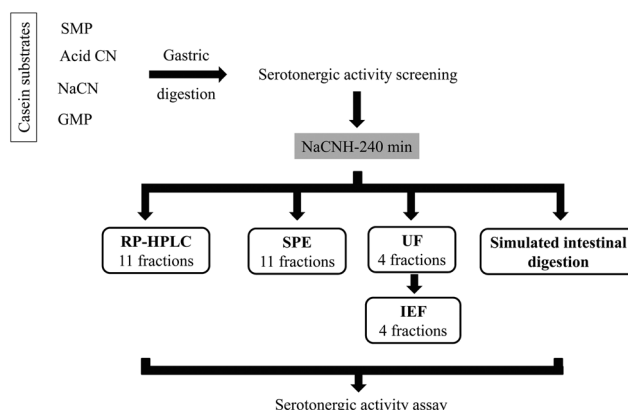 Casein substrates
SMP
Acid CN
NaCN
GMP
Gastric
digestion
Serotonergic activity screening
NaCNH-240 min
RP-HPLC
11 fractions
SPE
11 fractions
UF
4 fractions
Simulated intestinal
digestion
IEF
4 fractions
Serotonergic activity assay